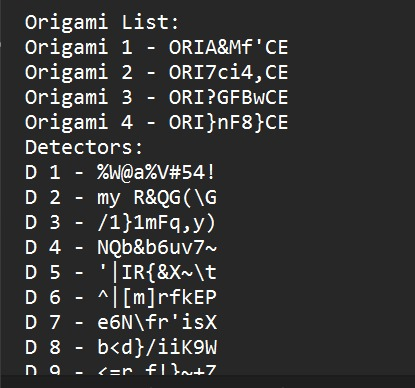 Origami List:
Origami 1 - ORIA&Mf'CE
Origami 2 - ORI7ci4,CE
Origami 3 - ORI?GFBwCE
Origami 4 - ORI}nF8}CE
Detectors:
D 1 - %W@a%V#54!
D 2 - my R&QG(\G
D 3 - /1}1mFq,y)
D 4 - NQb&b6uv7~
D 5 - '|IR{&X~\t
D 6 - ^|[m]rfkEP
D 7 - e6N\fr'isX
D 8 - b<d}/iiK9W
D 9 - <=r f!}~+Z